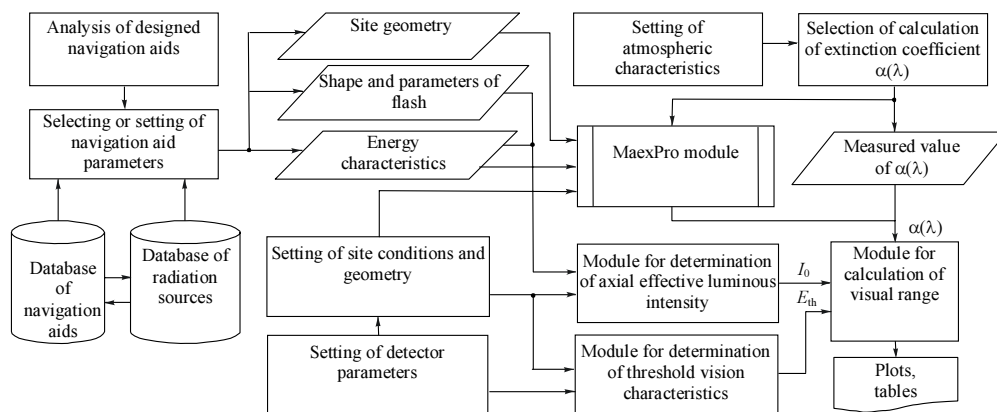 Analysis of designed
navigation aids
Site geometry
Setting of
atmospheric
characteristics
Selection of calculation
of extinction coefficient
α(λ)
Shape and parameters of
flash
Selecting or setting of
navigation aid
parameters
Energy
characteristics
MaexPro module
Measured value
of α(λ)
α(λ)
Database
of
navigation
aids
Database of
radiation
sources
Setting of site conditions and
geometry
Module for determination
of axial effective luminous
intensity
I₀
E_th
Module for
calculation of
visual range
Setting of detector
parameters
Module for determination
of threshold vision
characteristics
Plots,
tables